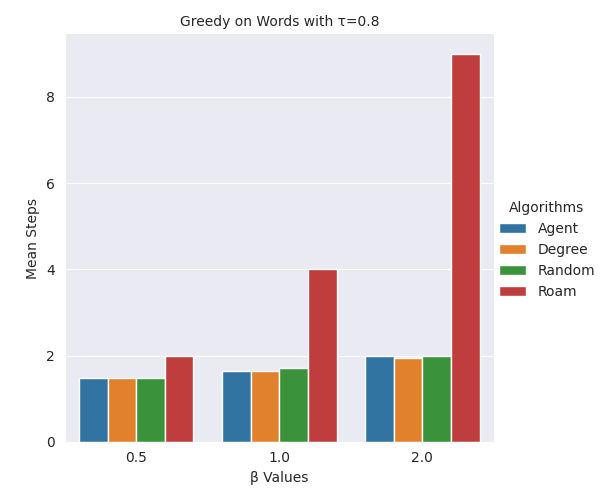 Greedy on Words with τ=0.8
Mean Steps
8
6
4
2
0
0.5 1.0 2.0
β Values
Algorithms
Agent
Degree
Random
Roam